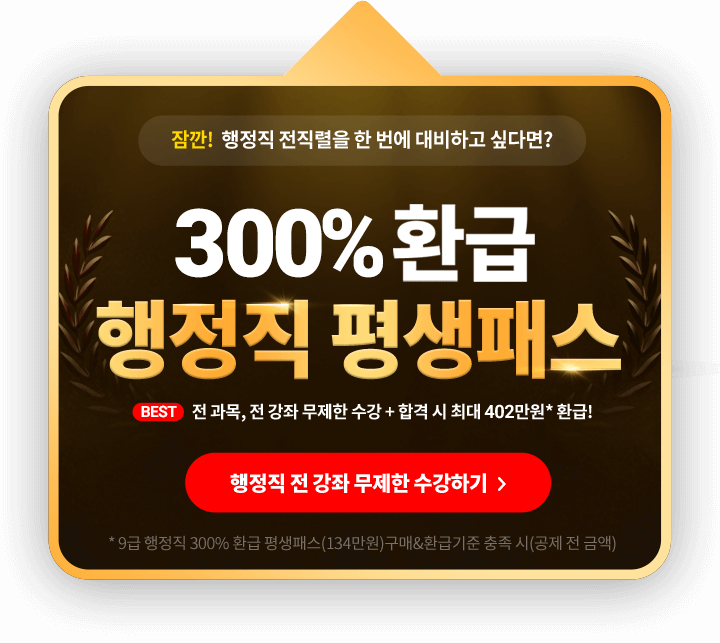 잠깐! 행정직 전직렬을 한 번에 대비하고 싶다면?
300% 환급
행정직 평생패스
BEST 전 과목, 전 강좌 무제한 수강 + 합격 시 최대 402만원* 환급!
행정직 전 강좌 무제한 수강하기 >
* 9급 행정직 300% 환급 평생패스(134만원)구매&환급기준 충족 시(공제 전 금액)